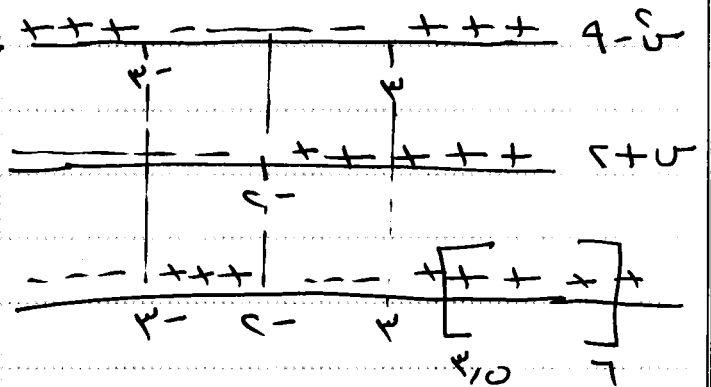 +++ - —— - +++ س٢ - ٩
٣- ٣
—— - - + + + + + س + ٢
٢-
- - - +++ - - - + [ + + + ] +
٣- ٢- ٣ ٣,٥ ٦